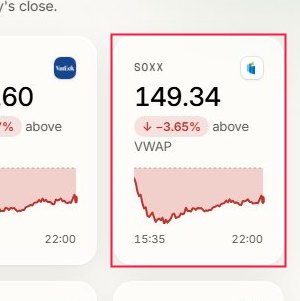 y's close.
VanEck
.60
7% above
22:00
SOXX
149.34
↓ −3.65% above
VWAP
15:35 22:00